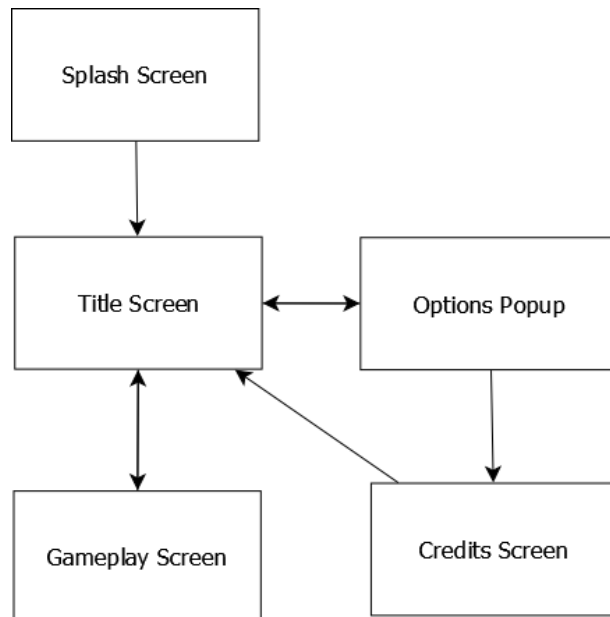 Splash Screen
Title Screen
Options Popup
Gameplay Screen
Credits Screen